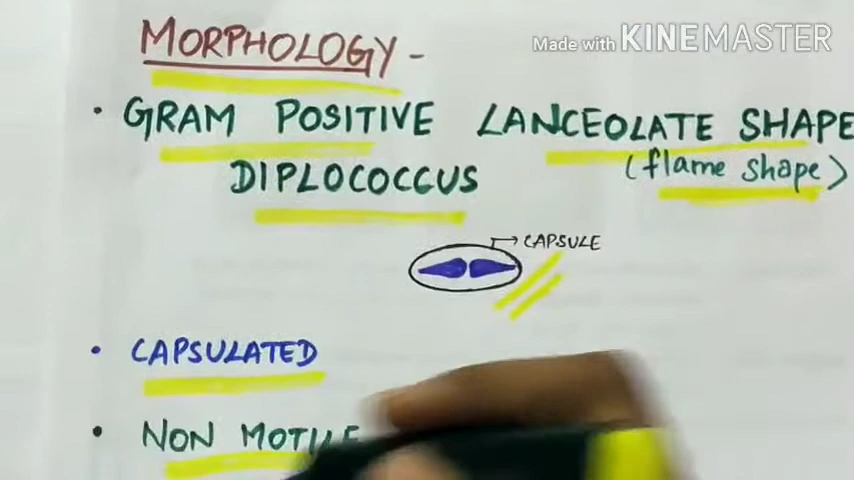 Made with KINEMASTER
MORPHOLOGY -
• GRAM POSITIVE LANCEOLATE SHAPE
(flame shape)
DIPLOCOCCUS
CAPSULE
• CAPSULATED
• NON MOTILE